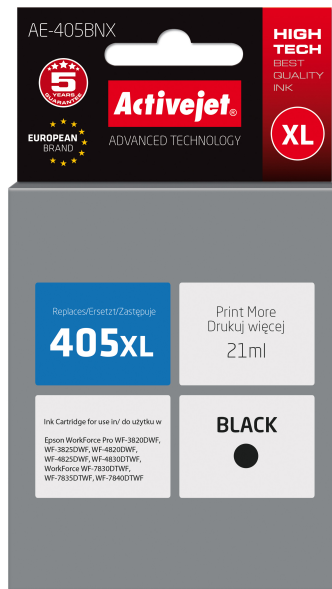 AE-405BNX
HIGH
TECH
BEST
QUALITY
INK
5
YEARS
GUARANTEE
Activejet®
EUROPEAN
BRAND
ADVANCED TECHNOLOGY
XL
Replaces/Ersetzt/Zastępuje
405XL
Print More
Drukuj więcej
21ml
Ink Cartridge for use in/ do użytku w
Epson WorkForce Pro WF-3820DWF,
WF-3825DWF, WF-4820DWF,
WF-4825DWF, WF-4830DTWF,
WorkForce WF-7830DTWF,
WF-7835DTWF, WF-7840DTWF
BLACK